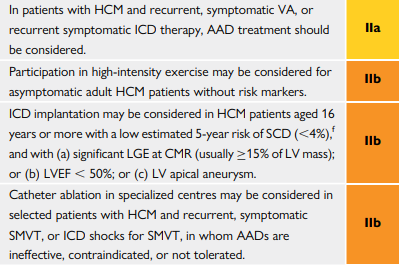 In patients with HCM and recurrent, symptomatic VA, or
recurrent symptomatic ICD therapy, AAD treatment should
be considered.
IIa
Participation in high-intensity exercise may be considered for
asymptomatic adult HCM patients without risk markers.
IIb
ICD implantation may be considered in HCM patients aged 16
years or more with a low estimated 5-year risk of SCD (<4%),f
and with (a) significant LGE at CMR (usually ≥15% of LV mass);
or (b) LVEF < 50%; or (c) LV apical aneurysm.
IIb
Catheter ablation in specialized centres may be considered in
selected patients with HCM and recurrent, symptomatic
SMVT, or ICD shocks for SMVT, in whom AADs are
ineffective, contraindicated, or not tolerated.
IIb